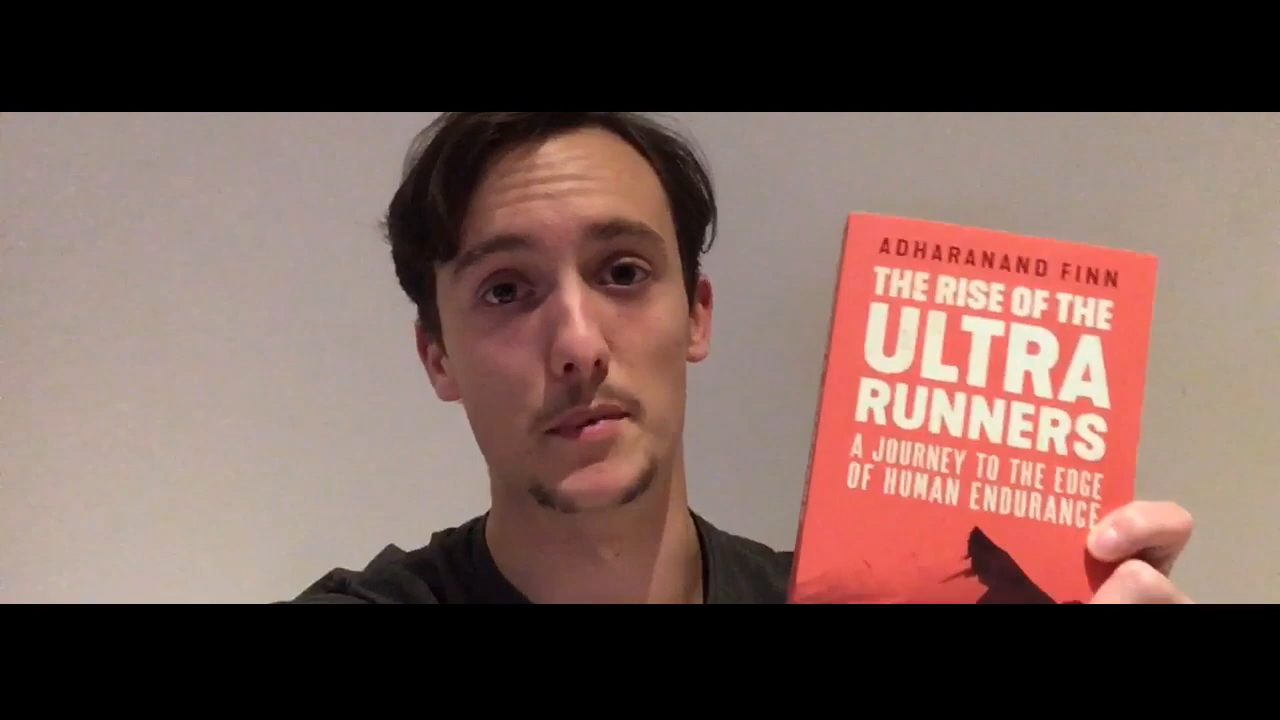 ADHARANAND FINN
THE RISE OF THE
ULTRA
RUNNERS
A JOURNEY TO THE EDGE
OF HUMAN ENDURANCE